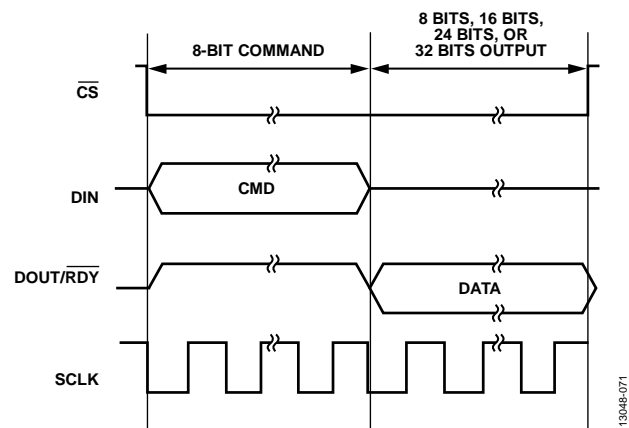 8 BITS, 16 BITS,
24 BITS, OR
32 BITS OUTPUT
8-BIT COMMAND
CS
DIN
CMD
DOUT/RDY
DATA
SCLK
13048-071